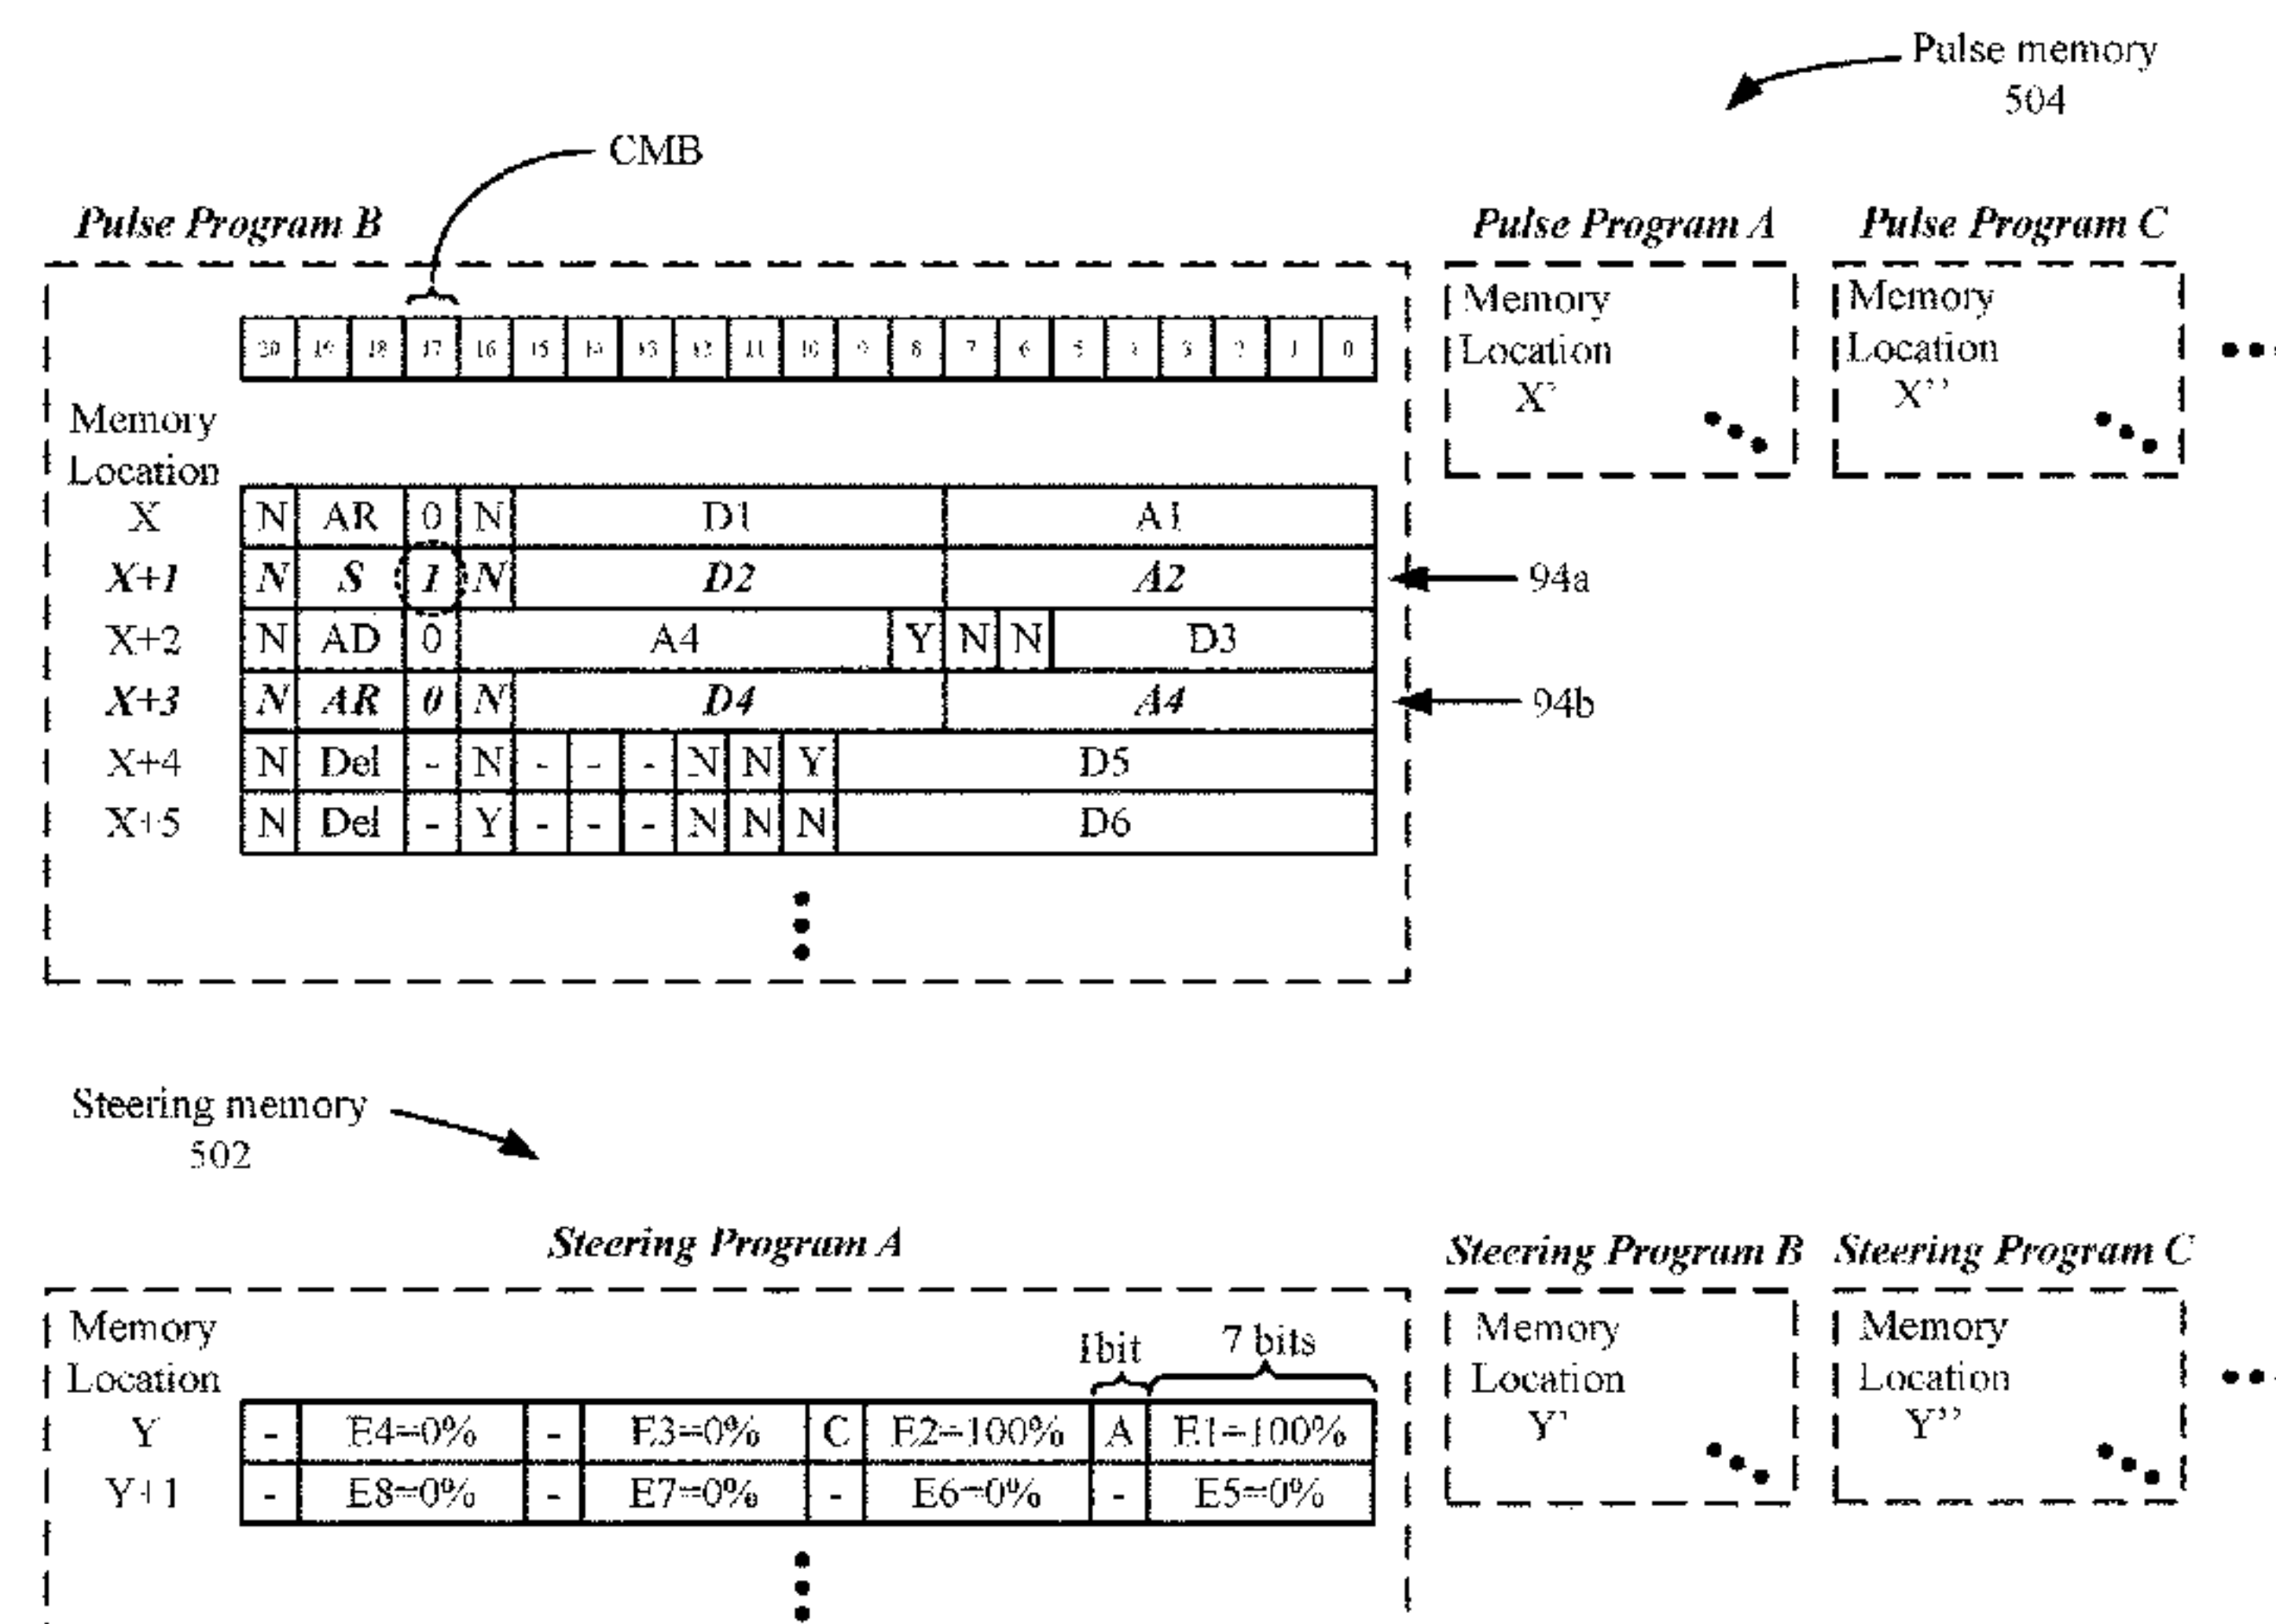 Pulse memory
504
CMB
Pulse Program B
Pulse Program A
Pulse Program C
20 19 18 17 16 15 14 13 12 11 10 9 8 7 6 5 4 3 2 1 0
Memory
Location
X'
Memory
Location
X''
Memory
Location
X N AR 0 N D1 A1
X+1 N S 1 N D2 A2 94a
X+2 N AD 0 A4 Y N N D3
X+3 N AR 0 N D4 A4 94b
X+4 N Del - N - - - N N Y D5
X+5 N Del - Y - - - N N N D6
Steering memory
502
Steering Program A
Steering Program B
Steering Program C
Memory
Location
1bit 7 bits
Y - E4=0% - E3=0% C E2=100% A E1=100%
Y+1 - E8=0% - E7=0% - E6=0% - E5=0%
Memory
Location
Y'
Memory
Location
Y''